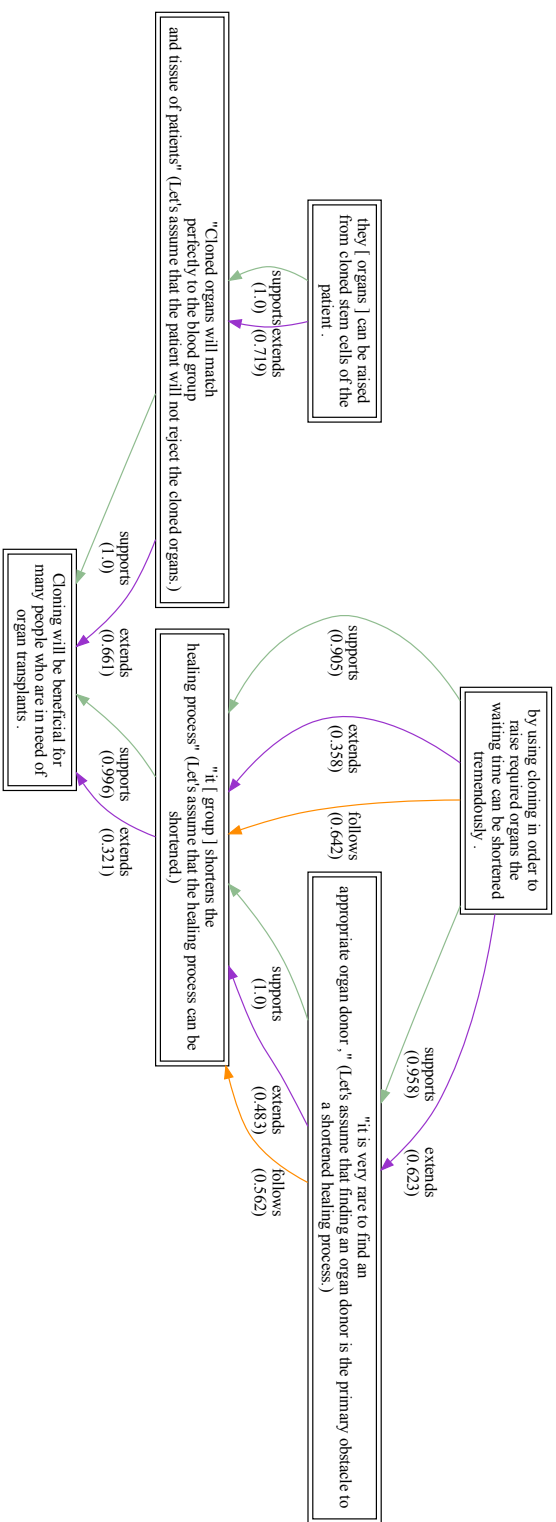 by using cloning in order to
raise required organs the
waiting time can be shortened
tremendously .
supports
(0.958)
extends
(0.623)
they [ organs ] can be raised
from cloned stem cells of the
patient .
supports
(0.905)
extends
(0.358)
follows
(0.642)
"it is very rare to find an
appropriate organ donor ," (Let's assume that finding an organ donor is the primary obstacle to
a shortened healing process.)
supports
(1.0)
extends
(0.719)
supports
(1.0)
extends
(0.483)
follows
(0.562)
"Cloned organs will match
perfectly to the blood group
and tissue of patients" (Let's assume that the patient will not reject the cloned organs.)
"it [ group ] shortens the
healing process" (Let's assume that the healing process can be
shortened.)
supports
(1.0)
extends
(0.661)
supports
(0.996)
extends
(0.321)
Cloning will be beneficial for
many people who are in need of
organ transplants .